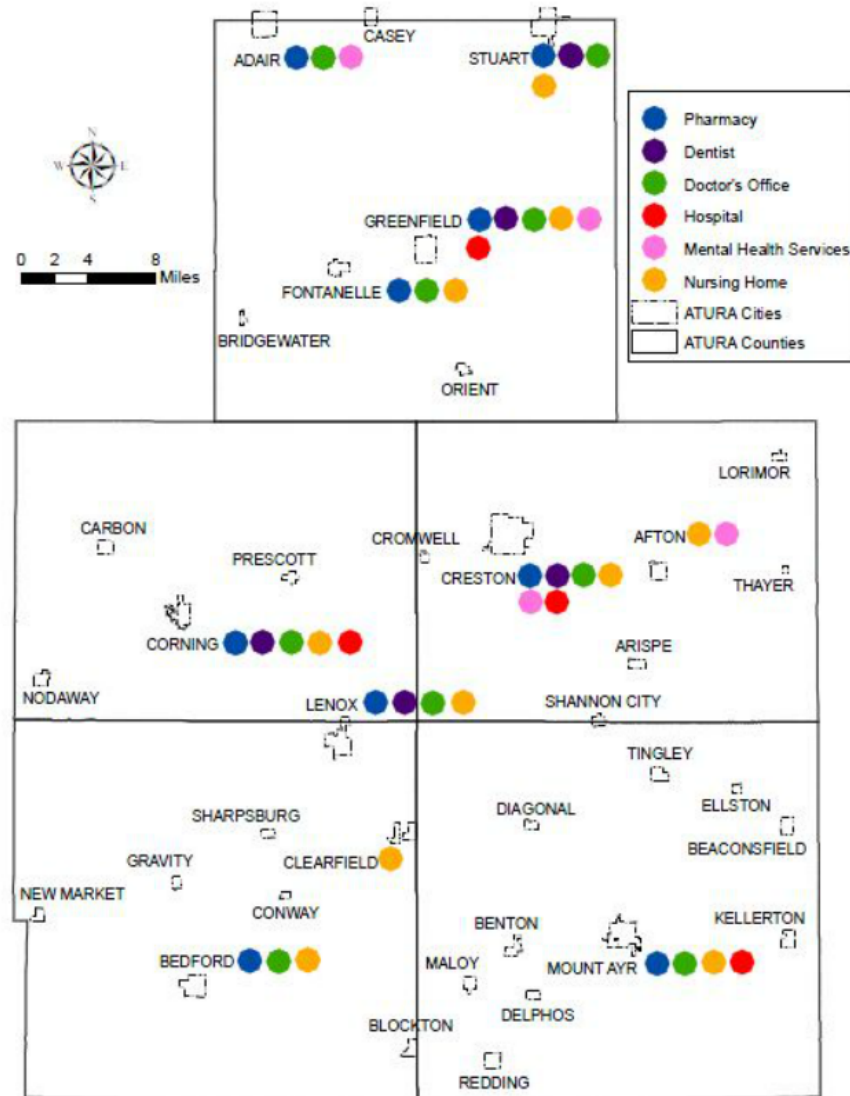 CASEY
ADAIR
STUART
N
W E
S
Pharmacy
Dentist
Doctor's Office
Hospital
Mental Health Services
Nursing Home
ATURA Cities
ATURA Counties
GREENFIELD
0 2 4 8
Miles
FONTANELLE
BRIDGEWATER
ORIENT
LORIMOR
CARBON
CROMWELL
AFTON
PRESCOTT
CRESTON
THAYER
CORNING
ARISPE
NODAWAY
LENOX
SHANNON CITY
TINGLEY
ELLSTON
SHARPSBURG
DIAGONAL
BEACONSFIELD
GRAVITY
CLEARFIELD
NEW MARKET
CONWAY
KELLERTON
BENTON
BEDFORD
MALOY
MOUNT AYR
DELPHOS
BLOCKTON
REDDING